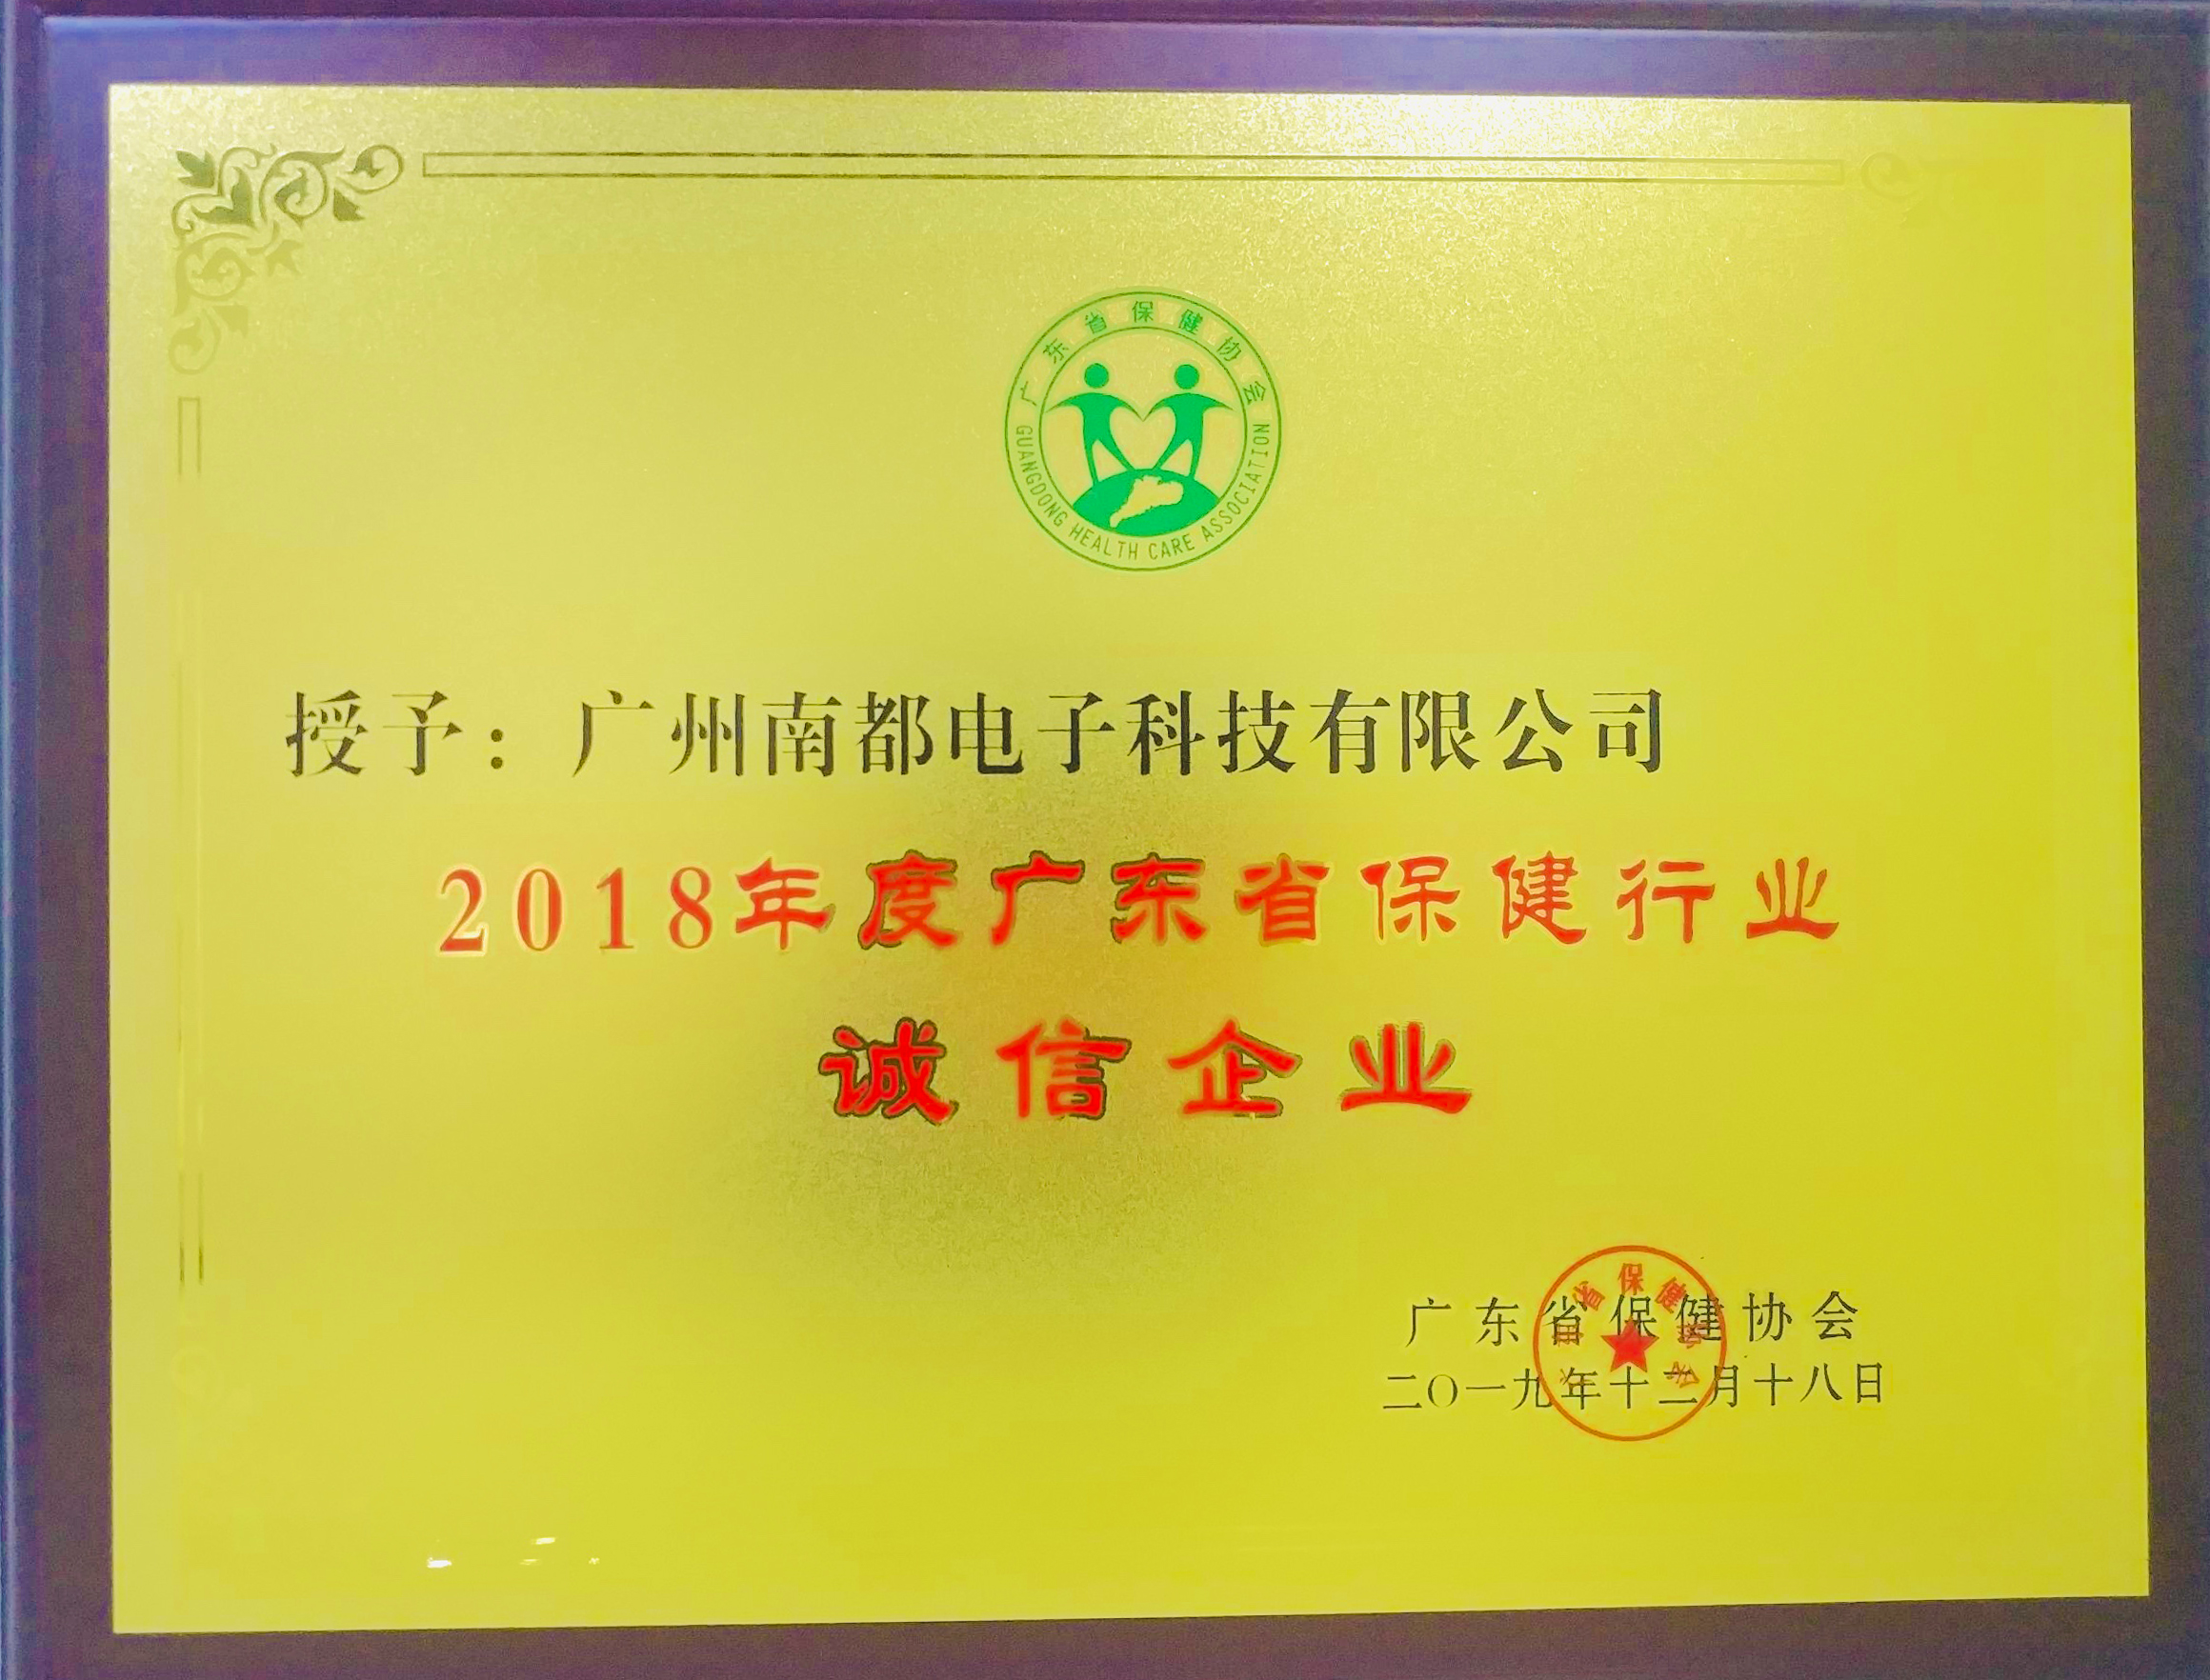 广东省保健协会
GUANGDONG HEALTH CARE ASSOCIATION
授予：广州南都电子科技有限公司
2018年度广东省保健行业
诚信企业
广东省保健协会
二〇一九年十二月十八日
省保健